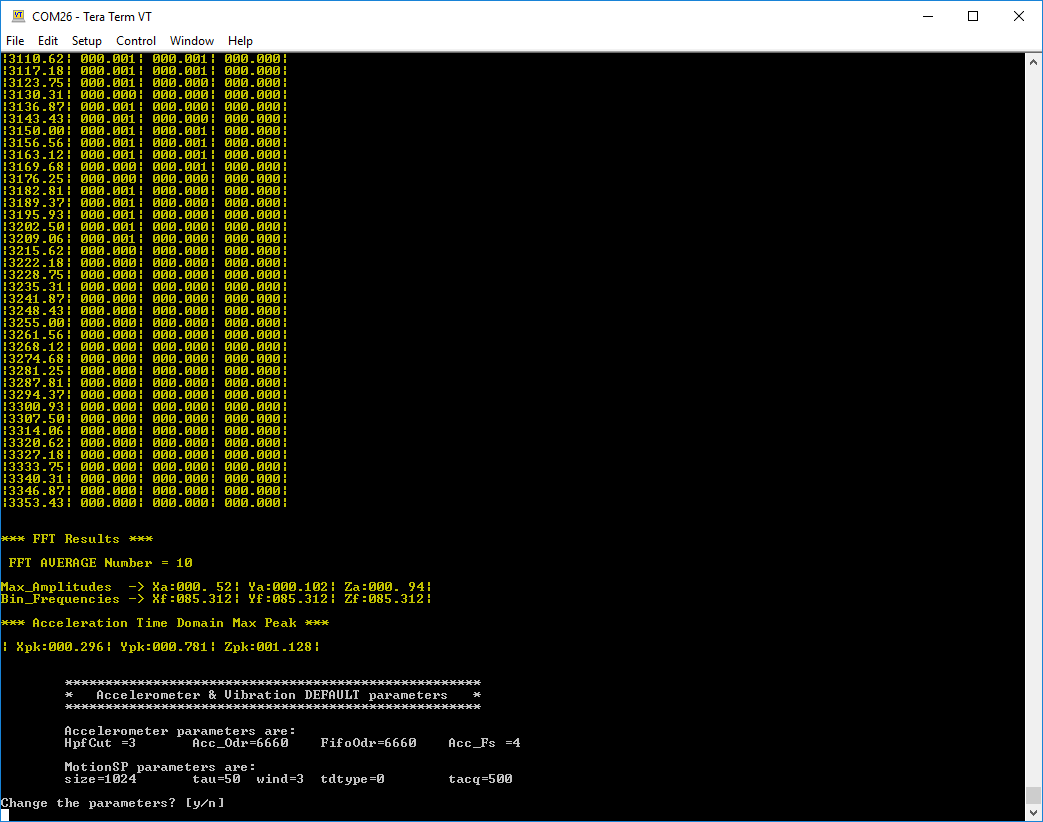 COM26 - Tera Term VT
File Edit Setup Control Window Help
|3110.62| 000.001| 000.001| 000.000|
|3117.18| 000.001| 000.001| 000.000|
|3123.75| 000.001| 000.000| 000.000|
|3130.31| 000.000| 000.001| 000.000|
|3136.87| 000.001| 000.001| 000.000|
|3143.43| 000.001| 000.000| 000.000|
|3150.00| 000.001| 000.001| 000.000|
|3156.56| 000.001| 000.000| 000.000|
|3163.12| 000.001| 000.001| 000.000|
|3169.68| 000.000| 000.001| 000.000|
|3176.25| 000.000| 000.000| 000.000|
|3182.81| 000.001| 000.000| 000.000|
|3189.37| 000.000| 000.000| 000.000|
|3195.93| 000.001| 000.000| 000.000|
|3202.50| 000.001| 000.000| 000.000|
|3209.06| 000.001| 000.000| 000.000|
|3215.62| 000.000| 000.000| 000.000|
|3222.18| 000.000| 000.000| 000.000|
|3228.75| 000.000| 000.000| 000.000|
|3235.31| 000.000| 000.000| 000.000|
|3241.87| 000.000| 000.000| 000.000|
|3248.43| 000.000| 000.000| 000.000|
|3255.00| 000.000| 000.000| 000.000|
|3261.56| 000.000| 000.000| 000.000|
|3268.12| 000.000| 000.000| 000.000|
|3274.68| 000.000| 000.000| 000.000|
|3281.25| 000.000| 000.000| 000.000|
|3287.81| 000.000| 000.000| 000.000|
|3294.37| 000.000| 000.000| 000.000|
|3300.93| 000.000| 000.000| 000.000|
|3307.50| 000.000| 000.000| 000.000|
|3314.06| 000.000| 000.000| 000.000|
|3320.62| 000.000| 000.000| 000.000|
|3327.18| 000.000| 000.000| 000.000|
|3333.75| 000.000| 000.000| 000.000|
|3340.31| 000.000| 000.000| 000.000|
|3346.87| 000.000| 000.000| 000.000|
|3353.43| 000.000| 000.000| 000.000|
*** FFT Results ***
FFT AVERAGE Number = 10
Max_Amplitudes -> Xa:000. 52| Ya:000.102| Za:000. 94|
Bin_Frequencies -> Xf:085.312| Yf:085.312| Zf:085.312|
*** Acceleration Time Domain Max Peak ***
| Xpk:000.296| Ypk:000.781| Zpk:001.128|
****************************************************
* Accelerometer & Vibration DEFAULT parameters *
****************************************************
Accelerometer parameters are:
HpfCut =3 Acc_Odr=6660 FifoOdr=6660 Acc_Fs =4
MotionSP parameters are:
size=1024 tau=50 wind=3 tdtype=0 tacq=500
Change the parameters? [y/n]